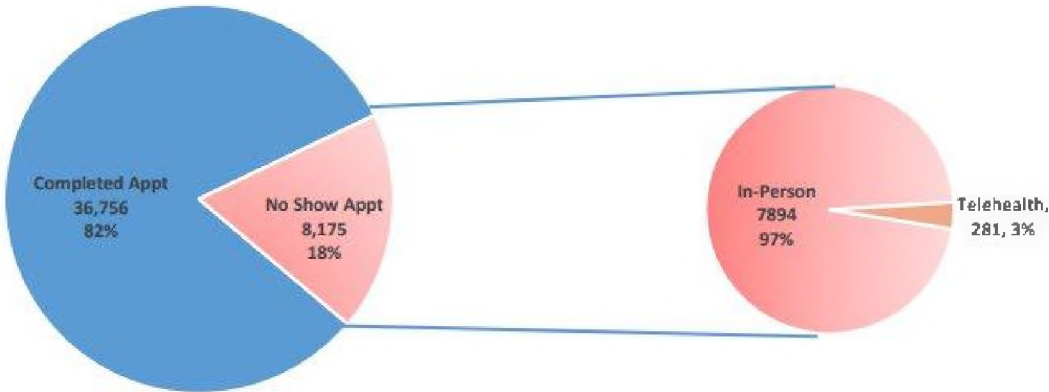 Completed Appt
36,756
82%
No Show Appt
8,175
18%
In-Person
7894
97%
Telehealth,
281, 3%